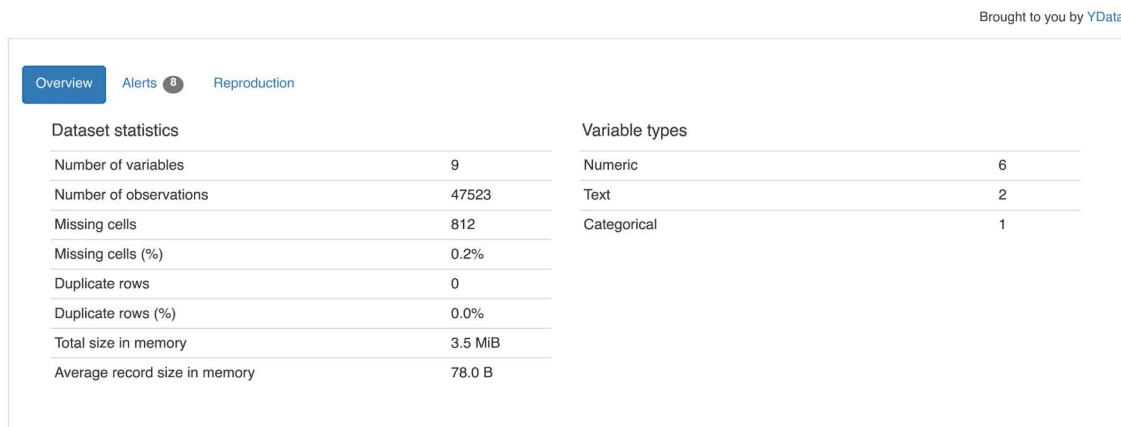 Brought to you by YData
Overview Alerts 8 Reproduction
Dataset statistics
Number of variables 9
Number of observations 47523
Missing cells 812
Missing cells (%) 0.2%
Duplicate rows 0
Duplicate rows (%) 0.0%
Total size in memory 3.5 MiB
Average record size in memory 78.0 B
Variable types
Numeric 6
Text 2
Categorical 1